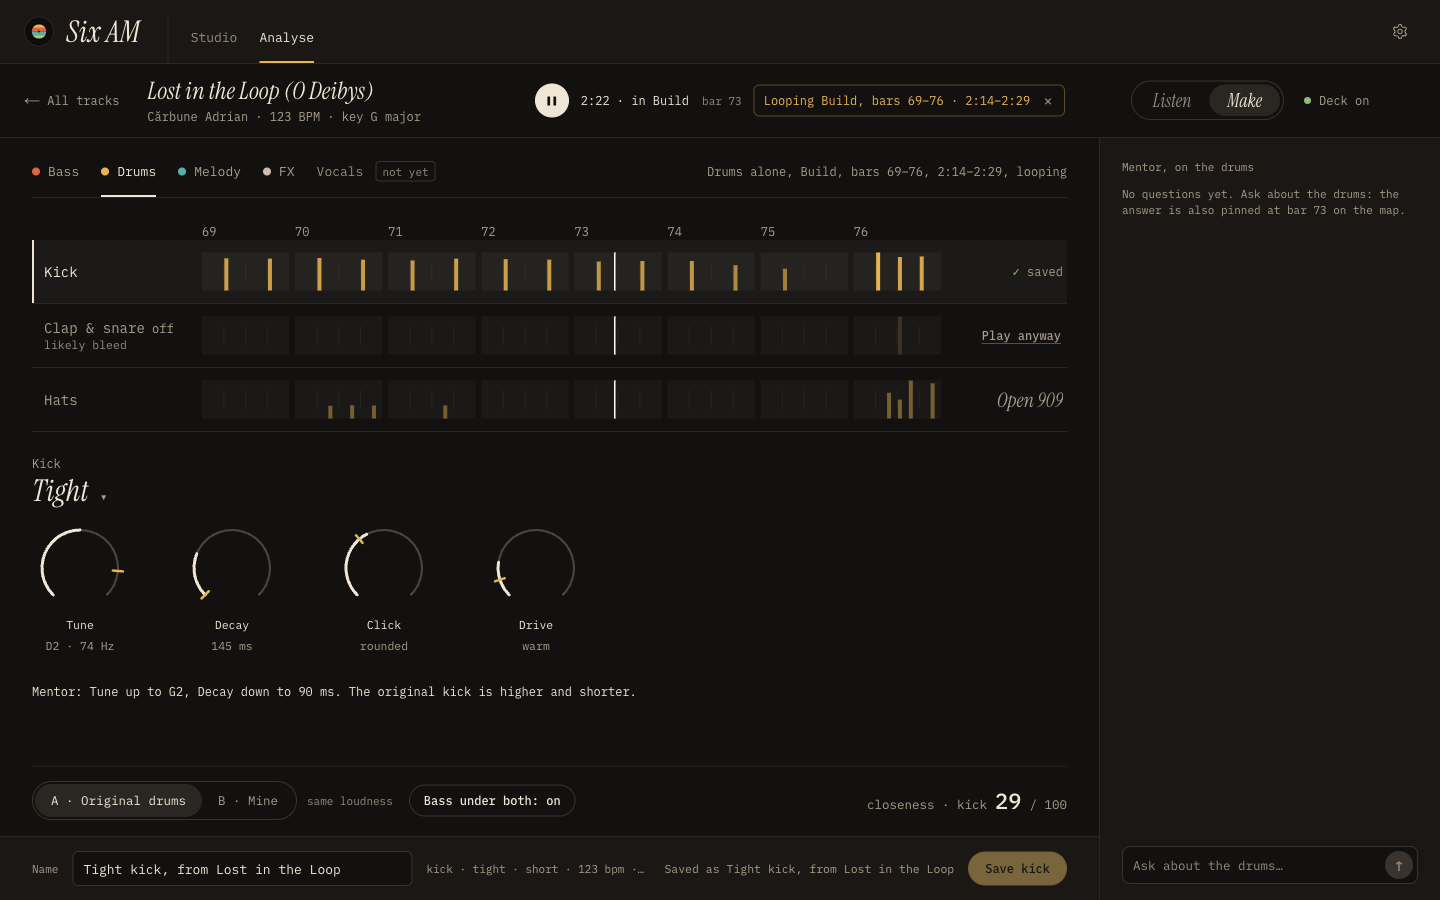 Six AM
Studio
Analyse
← All tracks
Lost in the Loop (O Deibys)
Cărbune Adrian · 123 BPM · key G major
2:22 · in Build bar 73
Looping Build, bars 69–76 · 2:14–2:29 ×
Listen
Make
Deck on
Bass
Drums
Melody
FX
Vocals not yet
Drums alone, Build, bars 69–76, 2:14–2:29, looping
69 70 71 72 73 74 75 76
Kick
✓ saved
Clap & snare off
likely bleed
Play anyway
Hats
Open 909
Kick
Tight ▾
Tune
D2 · 74 Hz
Decay
145 ms
Click
rounded
Drive
warm
Mentor: Tune up to G2, Decay down to 90 ms. The original kick is higher and shorter.
A · Original drums
B · Mine
same loudness
Bass under both: on
closeness · kick 29 / 100
Name
Tight kick, from Lost in the Loop
kick · tight · short · 123 bpm ·…
Saved as Tight kick, from Lost in the Loop
Save kick
Mentor, on the drums
No questions yet. Ask about the drums: the
answer is also pinned at bar 73 on the map.
Ask about the drums…
↑